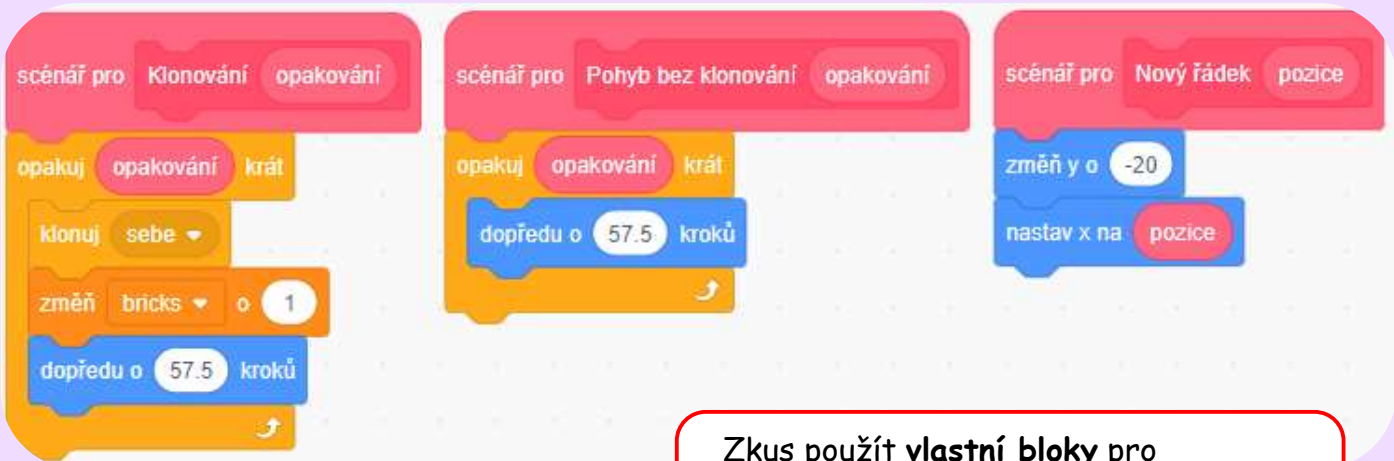 scénář pro Klonování opakování
opakuj opakování krát
klonuj sebe
změň bricks o 1
dopředu o 57.5 kroků
scénář pro Pohyb bez klonování opakování
opakuj opakování krát
dopředu o 57.5 kroků
scénář pro Nový řádek pozice
změň y o -20
nastav x na pozice
Zkus použít vlastní bloky pro